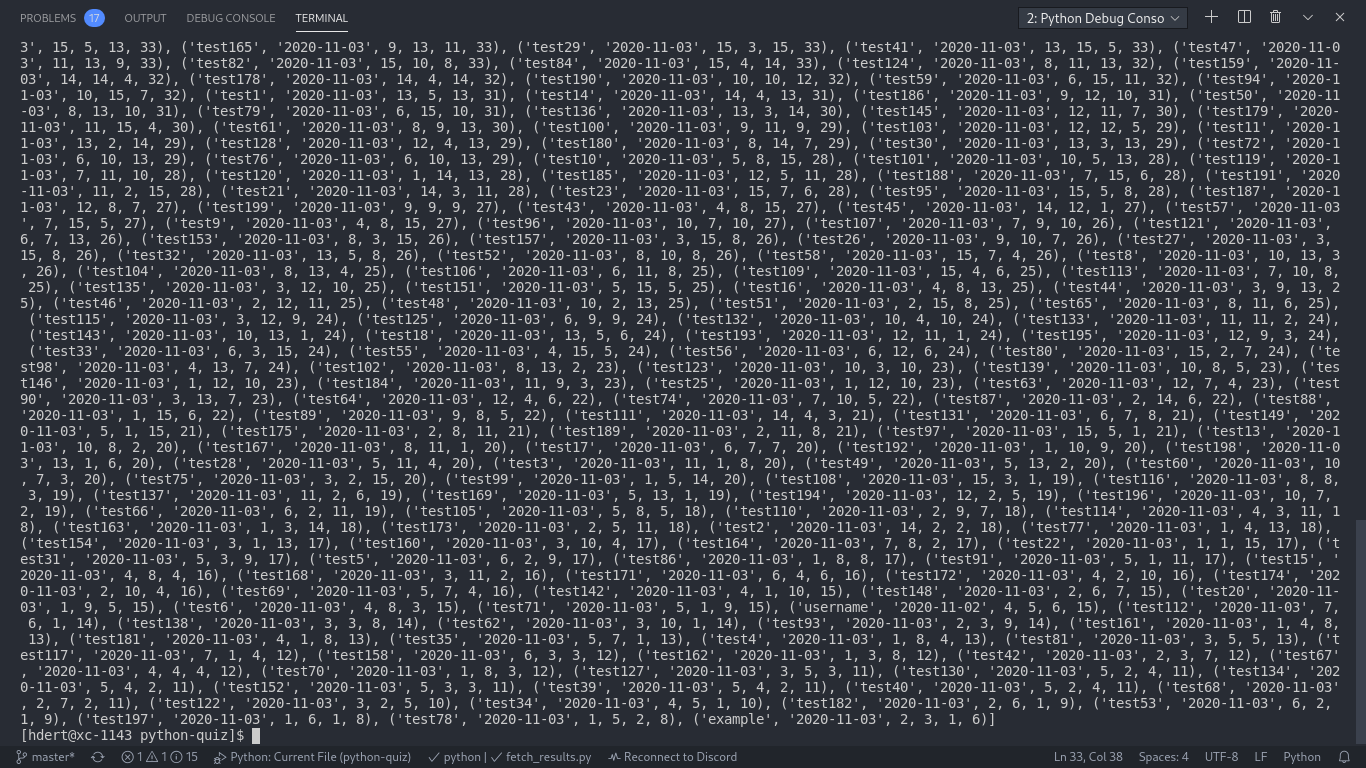 PROBLEMS 17 OUTPUT DEBUG CONSOLE TERMINAL 2: Python Debug Conso
3', 15, 5, 13, 33), ('test165', '2020-11-03', 9, 13, 11, 33), ('test29', '2020-11-03', 15, 3, 15, 33), ('test41', '2020-11-03', 13, 15, 5, 33), ('test47', '2020-11-0
3', 11, 13, 9, 33), ('test82', '2020-11-03', 15, 10, 8, 33), ('test84', '2020-11-03', 15, 4, 14, 33), ('test124', '2020-11-03', 8, 11, 13, 32), ('test159', '2020-11-
03', 14, 14, 4, 32), ('test178', '2020-11-03', 14, 4, 14, 32), ('test190', '2020-11-03', 10, 10, 12, 32), ('test59', '2020-11-03', 6, 15, 11, 32), ('test94', '2020-1
1-03', 10, 15, 7, 32), ('test1', '2020-11-03', 13, 5, 13, 31), ('test14', '2020-11-03', 14, 4, 13, 31), ('test186', '2020-11-03', 9, 12, 10, 31), ('test50', '2020-11
-03', 8, 13, 10, 31), ('test79', '2020-11-03', 6, 15, 10, 31), ('test136', '2020-11-03', 13, 3, 14, 30), ('test145', '2020-11-03', 12, 11, 7, 30), ('test179', '2020-
11-03', 11, 15, 4, 30), ('test61', '2020-11-03', 8, 9, 13, 30), ('test100', '2020-11-03', 9, 11, 9, 29), ('test103', '2020-11-03', 12, 12, 5, 29), ('test11', '2020-1
1-03', 13, 2, 14, 29), ('test128', '2020-11-03', 12, 4, 13, 29), ('test180', '2020-11-03', 8, 14, 7, 29), ('test30', '2020-11-03', 13, 3, 13, 29), ('test72', '2020-1
1-03', 6, 10, 13, 29), ('test76', '2020-11-03', 6, 10, 13, 29), ('test10', '2020-11-03', 5, 8, 15, 28), ('test101', '2020-11-03', 10, 5, 13, 28), ('test119', '2020-1
1-03', 7, 11, 10, 28), ('test120', '2020-11-03', 1, 14, 13, 28), ('test185', '2020-11-03', 12, 5, 11, 28), ('test188', '2020-11-03', 7, 15, 6, 28), ('test191', '2020
-11-03', 11, 2, 15, 28), ('test21', '2020-11-03', 14, 3, 11, 28), ('test23', '2020-11-03', 15, 7, 6, 28), ('test95', '2020-11-03', 15, 5, 8, 28), ('test187', '2020-1
1-03', 12, 8, 7, 27), ('test199', '2020-11-03', 9, 9, 9, 27), ('test43', '2020-11-03', 4, 8, 15, 27), ('test45', '2020-11-03', 14, 12, 1, 27), ('test57', '2020-11-03
', 7, 15, 5, 27), ('test9', '2020-11-03', 4, 8, 15, 27), ('test96', '2020-11-03', 10, 7, 10, 27), ('test107', '2020-11-03', 7, 9, 10, 26), ('test121', '2020-11-03',
6, 7, 13, 26), ('test153', '2020-11-03', 8, 3, 15, 26), ('test157', '2020-11-03', 3, 15, 8, 26), ('test26', '2020-11-03', 9, 10, 7, 26), ('test27', '2020-11-03', 3,
15, 8, 26), ('test32', '2020-11-03', 13, 5, 8, 26), ('test52', '2020-11-03', 8, 10, 8, 26), ('test58', '2020-11-03', 15, 7, 4, 26), ('test8', '2020-11-03', 10, 13, 3
, 26), ('test104', '2020-11-03', 8, 13, 4, 25), ('test106', '2020-11-03', 6, 11, 8, 25), ('test109', '2020-11-03', 15, 4, 6, 25), ('test113', '2020-11-03', 7, 10, 8,
 25), ('test135', '2020-11-03', 3, 12, 10, 25), ('test151', '2020-11-03', 5, 15, 5, 25), ('test16', '2020-11-03', 4, 8, 13, 25), ('test44', '2020-11-03', 3, 9, 13, 2
5), ('test46', '2020-11-03', 2, 12, 11, 25), ('test48', '2020-11-03', 10, 2, 13, 25), ('test51', '2020-11-03', 2, 15, 8, 25), ('test65', '2020-11-03', 8, 11, 6, 25),
 ('test115', '2020-11-03', 3, 12, 9, 24), ('test125', '2020-11-03', 6, 9, 9, 24), ('test132', '2020-11-03', 10, 4, 10, 24), ('test133', '2020-11-03', 11, 11, 2, 24),
 ('test143', '2020-11-03', 10, 13, 1, 24), ('test18', '2020-11-03', 13, 5, 6, 24), ('test193', '2020-11-03', 12, 11, 1, 24), ('test195', '2020-11-03', 12, 9, 3, 24),
 ('test33', '2020-11-03', 6, 3, 15, 24), ('test55', '2020-11-03', 4, 15, 5, 24), ('test56', '2020-11-03', 6, 12, 6, 24), ('test80', '2020-11-03', 15, 2, 7, 24), ('te
st98', '2020-11-03', 4, 13, 7, 24), ('test102', '2020-11-03', 8, 13, 2, 23), ('test123', '2020-11-03', 10, 3, 10, 23), ('test139', '2020-11-03', 10, 8, 5, 23), ('tes
t146', '2020-11-03', 1, 12, 10, 23), ('test184', '2020-11-03', 11, 9, 3, 23), ('test25', '2020-11-03', 1, 12, 10, 23), ('test63', '2020-11-03', 12, 7, 4, 23), ('test
90', '2020-11-03', 3, 13, 7, 23), ('test64', '2020-11-03', 12, 4, 6, 22), ('test74', '2020-11-03', 7, 10, 5, 22), ('test87', '2020-11-03', 2, 14, 6, 22), ('test88',
'2020-11-03', 1, 15, 6, 22), ('test89', '2020-11-03', 9, 8, 5, 22), ('test111', '2020-11-03', 14, 4, 3, 21), ('test131', '2020-11-03', 6, 7, 8, 21), ('test149', '202
0-11-03', 5, 1, 15, 21), ('test175', '2020-11-03', 2, 8, 11, 21), ('test189', '2020-11-03', 2, 11, 8, 21), ('test97', '2020-11-03', 15, 5, 1, 21), ('test13', '2020-1
1-03', 10, 8, 2, 20), ('test167', '2020-11-03', 8, 11, 1, 20), ('test17', '2020-11-03', 6, 7, 7, 20), ('test192', '2020-11-03', 1, 10, 9, 20), ('test198', '2020-11-0
3', 13, 1, 6, 20), ('test28', '2020-11-03', 5, 11, 4, 20), ('test3', '2020-11-03', 11, 1, 8, 20), ('test49', '2020-11-03', 5, 13, 2, 20), ('test60', '2020-11-03', 10
, 7, 3, 20), ('test75', '2020-11-03', 3, 2, 15, 20), ('test99', '2020-11-03', 1, 5, 14, 20), ('test108', '2020-11-03', 15, 3, 1, 19), ('test116', '2020-11-03', 8, 8,
 3, 19), ('test137', '2020-11-03', 11, 2, 6, 19), ('test169', '2020-11-03', 5, 13, 1, 19), ('test194', '2020-11-03', 12, 2, 5, 19), ('test196', '2020-11-03', 10, 7,
2, 19), ('test66', '2020-11-03', 6, 2, 11, 19), ('test105', '2020-11-03', 5, 8, 5, 18), ('test110', '2020-11-03', 2, 9, 7, 18), ('test114', '2020-11-03', 4, 3, 11, 1
8), ('test163', '2020-11-03', 1, 3, 14, 18), ('test173', '2020-11-03', 2, 5, 11, 18), ('test2', '2020-11-03', 14, 2, 2, 18), ('test77', '2020-11-03', 1, 4, 13, 18),
('test154', '2020-11-03', 3, 1, 13, 17), ('test160', '2020-11-03', 3, 10, 4, 17), ('test164', '2020-11-03', 7, 8, 2, 17), ('test22', '2020-11-03', 1, 1, 15, 17), ('t
est31', '2020-11-03', 5, 3, 9, 17), ('test5', '2020-11-03', 6, 2, 9, 17), ('test86', '2020-11-03', 1, 8, 8, 17), ('test91', '2020-11-03', 5, 1, 11, 17), ('test15', '
2020-11-03', 4, 8, 4, 16), ('test168', '2020-11-03', 3, 11, 2, 16), ('test171', '2020-11-03', 6, 4, 6, 16), ('test172', '2020-11-03', 4, 2, 10, 16), ('test174', '202
0-11-03', 2, 10, 4, 16), ('test69', '2020-11-03', 5, 7, 4, 16), ('test142', '2020-11-03', 4, 1, 10, 15), ('test148', '2020-11-03', 2, 6, 7, 15), ('test20', '2020-11-
03', 1, 9, 5, 15), ('test6', '2020-11-03', 4, 8, 3, 15), ('test71', '2020-11-03', 5, 1, 9, 15), ('username', '2020-11-02', 4, 5, 6, 15), ('test112', '2020-11-03', 7,
 6, 1, 14), ('test138', '2020-11-03', 3, 3, 8, 14), ('test62', '2020-11-03', 3, 10, 1, 14), ('test93', '2020-11-03', 2, 3, 9, 14), ('test161', '2020-11-03', 1, 4, 8,
 13), ('test181', '2020-11-03', 4, 1, 8, 13), ('test35', '2020-11-03', 5, 7, 1, 13), ('test4', '2020-11-03', 1, 8, 4, 13), ('test81', '2020-11-03', 3, 5, 5, 13), ('t
est117', '2020-11-03', 7, 1, 4, 12), ('test158', '2020-11-03', 6, 3, 3, 12), ('test162', '2020-11-03', 1, 3, 8, 12), ('test42', '2020-11-03', 2, 3, 7, 12), ('test67'
, '2020-11-03', 4, 4, 4, 12), ('test70', '2020-11-03', 1, 8, 3, 12), ('test127', '2020-11-03', 3, 5, 3, 11), ('test130', '2020-11-03', 5, 2, 4, 11), ('test134', '202
0-11-03', 5, 4, 2, 11), ('test152', '2020-11-03', 5, 3, 3, 11), ('test39', '2020-11-03', 5, 4, 2, 11), ('test40', '2020-11-03', 5, 2, 4, 11), ('test68', '2020-11-03'
, 2, 7, 2, 11), ('test122', '2020-11-03', 3, 2, 5, 10), ('test34', '2020-11-03', 4, 5, 1, 10), ('test182', '2020-11-03', 2, 6, 1, 9), ('test53', '2020-11-03', 6, 2,
1, 9), ('test197', '2020-11-03', 1, 6, 1, 8), ('test78', '2020-11-03', 1, 5, 2, 8), ('example', '2020-11-03', 2, 3, 1, 6)]
[hdert@xc-1143 python-quiz]$
master* 1 1 15 Python: Current File (python-quiz) python | fetch_results.py Reconnect to Discord Ln 33, Col 38 Spaces: 4 UTF-8 LF Python